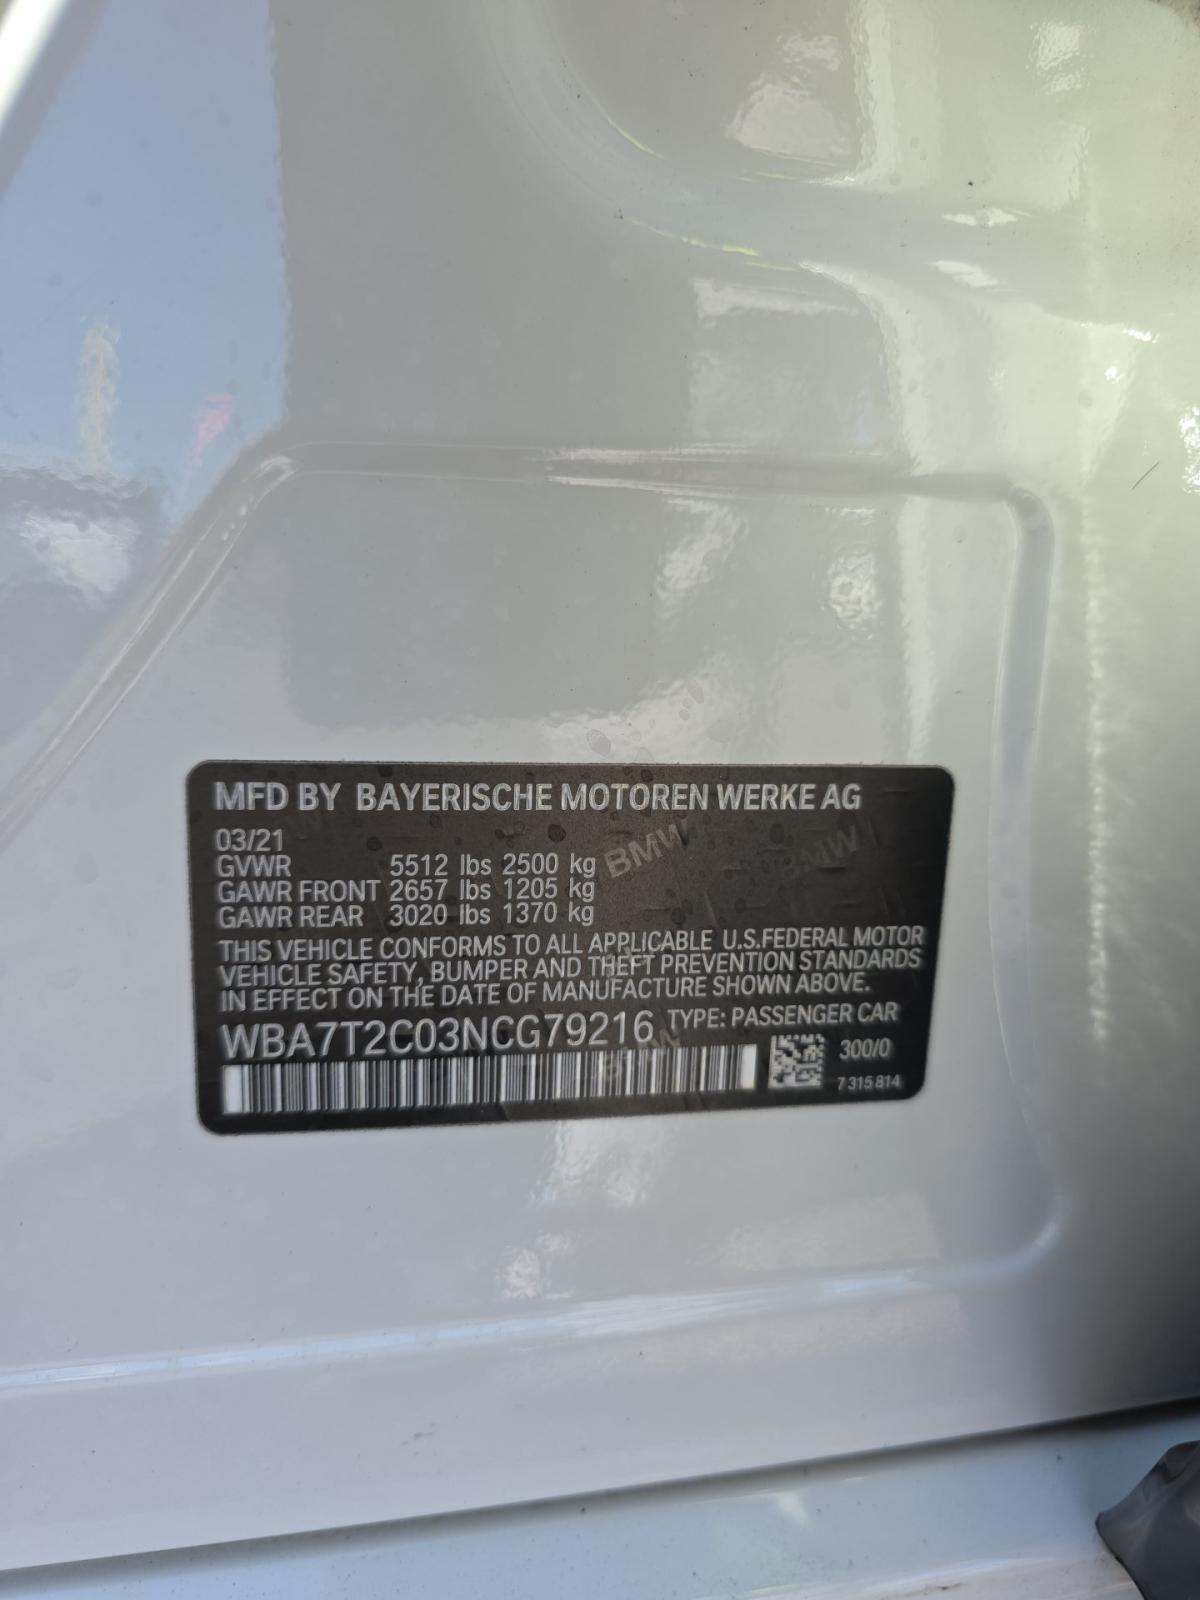 MFD BY BAYERISCHE MOTOREN WERKE AG
03/21
GVWR 5512 lbs 2500 kg
GAWR FRONT 2657 lbs 1205 kg
GAWR REAR 3020 lbs 1370 kg
THIS VEHICLE CONFORMS TO ALL APPLICABLE U.S.FEDERAL MOTOR
VEHICLE SAFETY, BUMPER AND THEFT PREVENTION STANDARDS
IN EFFECT ON THE DATE OF MANUFACTURE SHOWN ABOVE.
WBA7T2C03NCG79216 TYPE: PASSENGER CAR
300/0
7 315 814
BMW
BMW
BMW